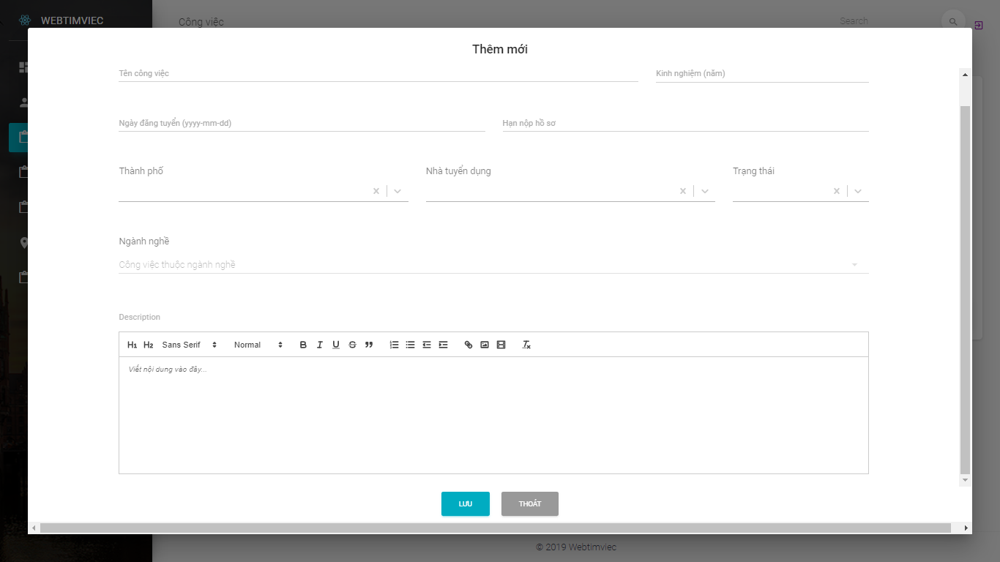 WEBTIMVIEC
Công việc
Search
Thêm mới
Tên công việc
Kinh nghiệm (năm)
Ngày đăng tuyển (yyyy-mm-dd)
Hạn nộp hồ sơ
Thành phố
Nhà tuyển dụng
Trạng thái
Ngành nghề
Công việc thuộc ngành nghề
Description
H1 H2 Sans Serif Normal B I U S
Viết nội dung vào đây...
LƯU
THOÁT
© 2019 Webtimviec